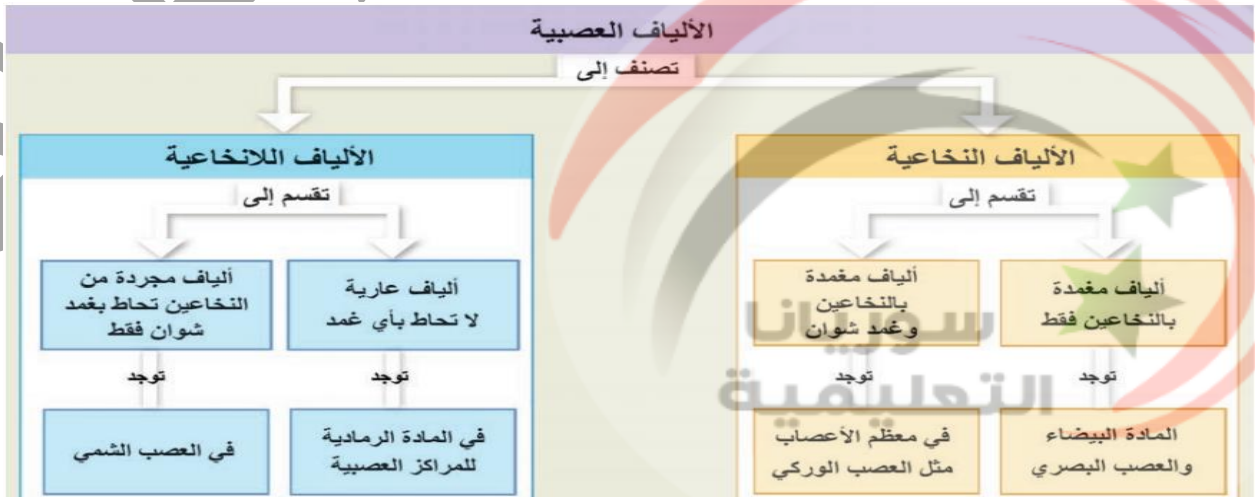 الألياف العصبية
تصنف إلى
الألياف النخاعية
تقسم إلى
ألياف مغمدة
بالنخاعين فقط
توجد
المادة البيضاء
والعصب البصري
ألياف مغمدة
بالنخاعين
وغمد شوان
توجد
في معظم الأعصاب
مثل العصب الوركي
الألياف اللانخاعية
تقسم إلى
ألياف عارية
لا تحاط بأي غمد
توجد
في المادة الرمادية
للمراكز العصبية
ألياف مجردة من
النخاعين تحاط بغمد
شوان فقط
توجد
في العصب الشمي
سوريانا
التعليمية